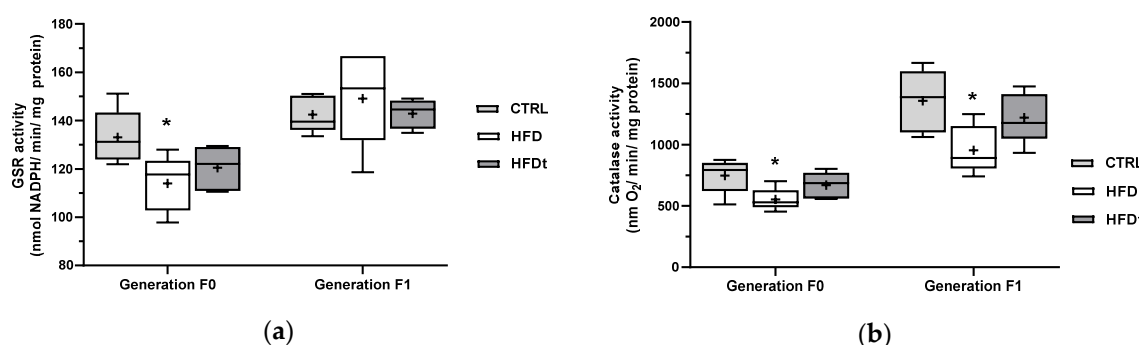 GSR activity
(nmol NADPH/ min/ mg protein)
180
160
140
120
100
80
*
Generation F0
Generation F1
CTRL
HFD
HFDt
(a)
Catalase activity
(nm O₂/ min/ mg protein)
2000
1500
1000
500
0
*
*
Generation F0
Generation F1
CTRL
HFD
HFDt
(b)